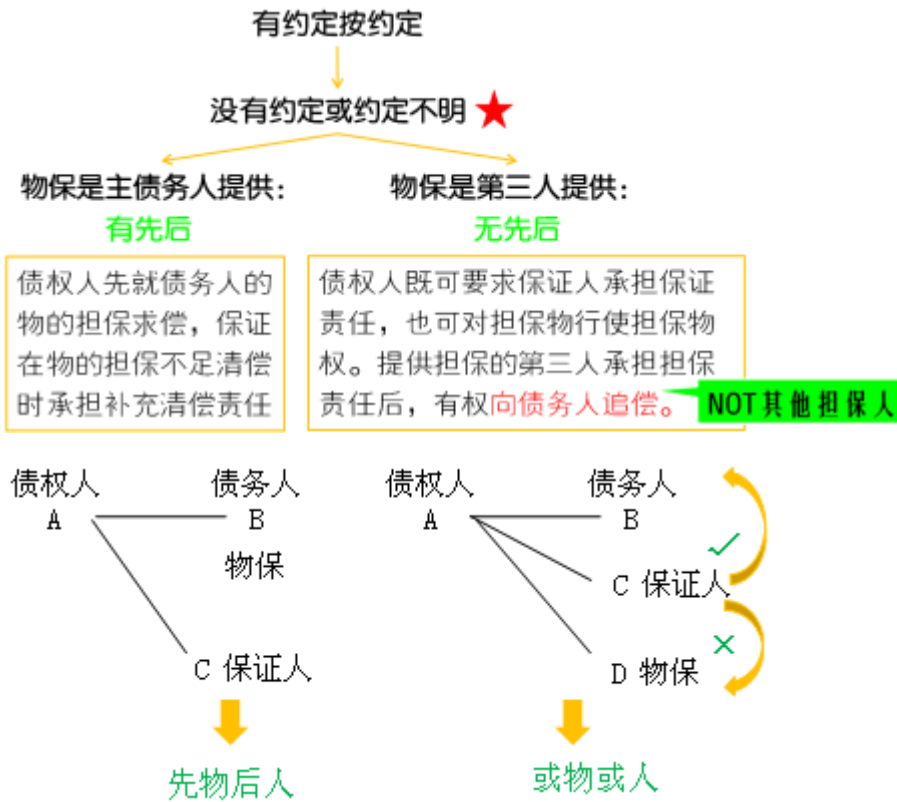 有约定按约定
没有约定或约定不明
物保是主债务人提供：
有先后
债权人先就债务人的
物的担保求偿，保证
在物的担保不足清偿
时承担补充清偿责任
物保是第三人提供：
无先后
债权人既可要求保证人承担保证
责任，也可对担保物行使担保物
权。提供担保的第三人承担担保
责任后，有权向债务人追偿。
NOT其他担保人
债权人 债务人
A B
物保
C 保证人
先物后人
债权人 债务人
A B
C 保证人
D 物保
或物或人